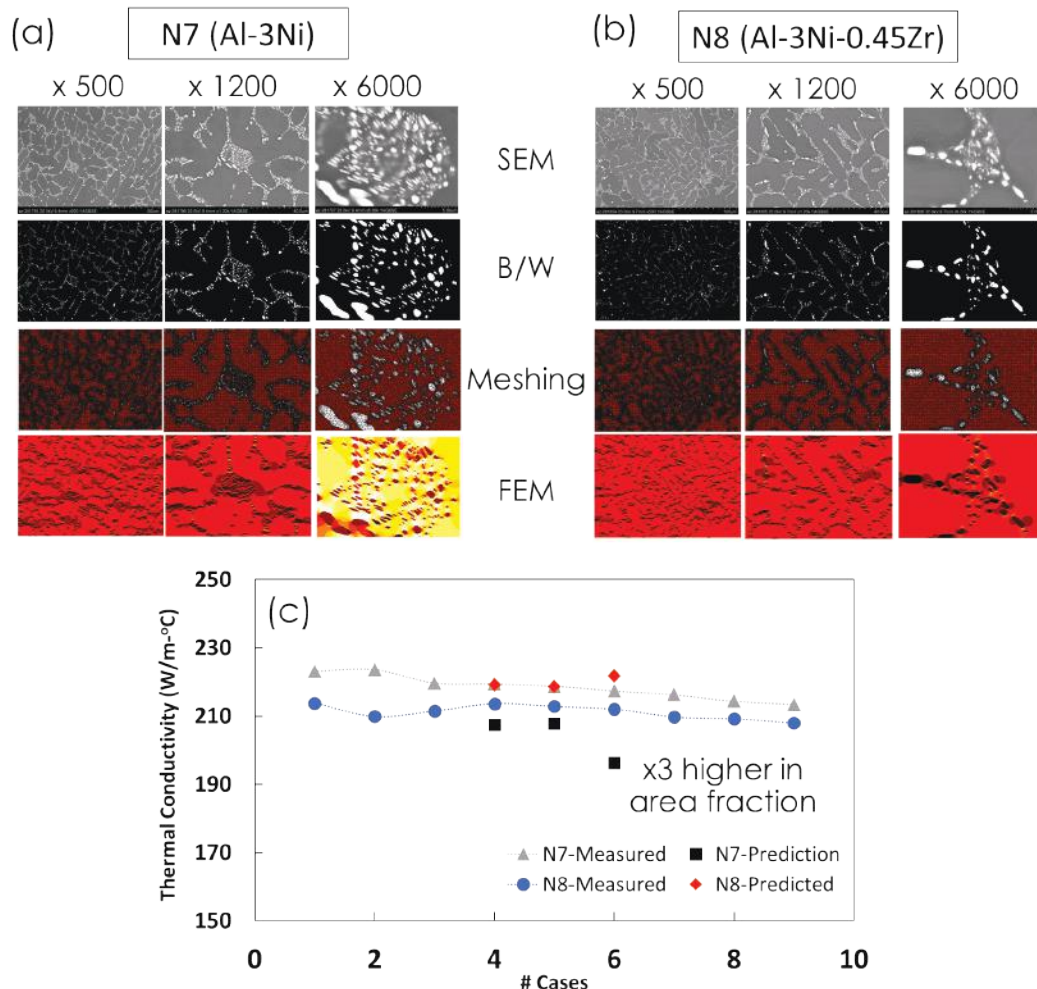 (a)
N7 (Al-3Ni)
(b)
N8 (Al-3Ni-0.45Zr)
x 500
x 1200
x 6000
x 500
x 1200
x 6000
SEM
B/W
Meshing
FEM
(c)
Thermal Conductivity (W/m-°C)
250
230
210
190
170
150
x3 higher in
area fraction
N7-Measured
N7-Prediction
N8-Measured
N8-Predicted
0
2
4
6
8
10
# Cases